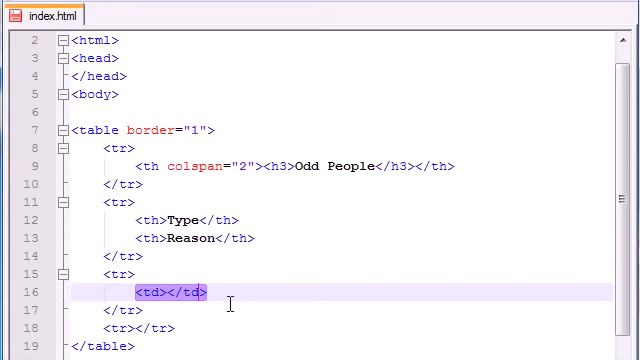 index.html
2 <html>
3 <head>
4 </head>
5 <body>
6
7 <table border="1">
8 <tr>
9 <th colspan="2"><h3>Odd People</h3></th>
10 </tr>
11 <tr>
12 <th>Type</th>
13 <th>Reason</th>
14 </tr>
15 <tr>
16 <td></td>
17 </tr>
18 <tr></tr>
19 </table>